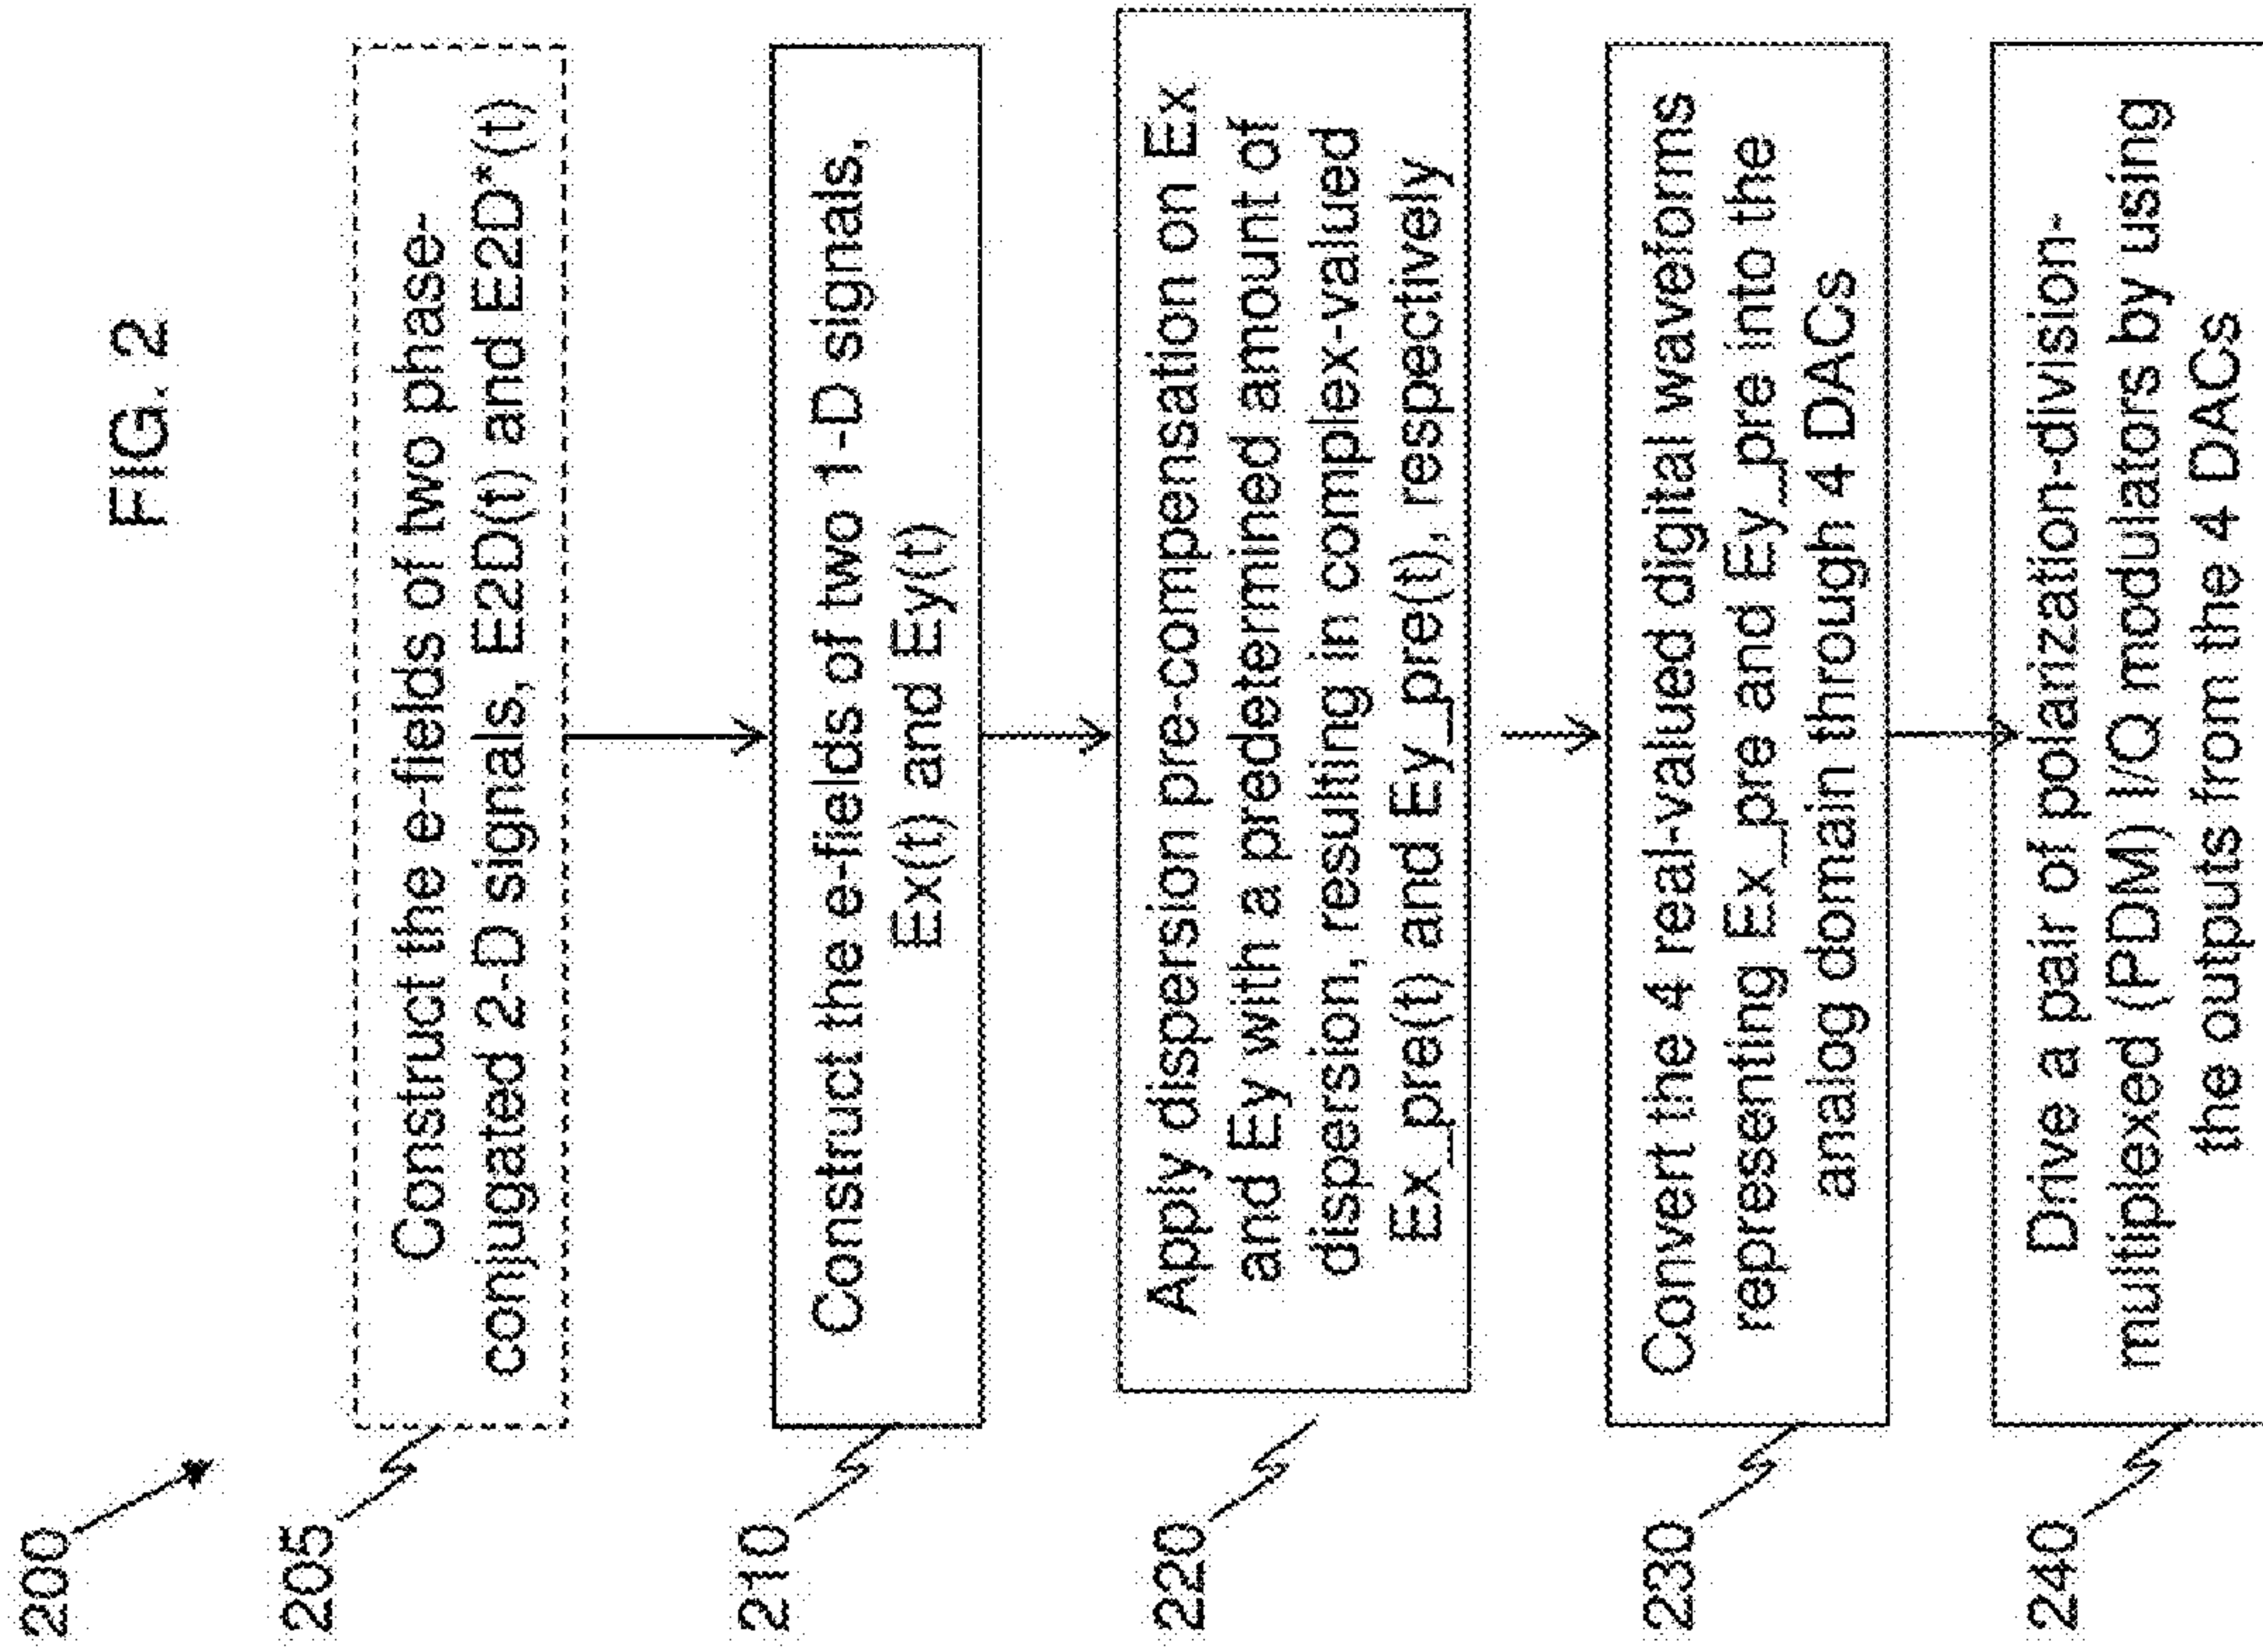 FIG. 2
200
205
Construct the e-fields of two phase-
conjugated 2-D signals, E2D(t) and E2D*(t)
210
Construct the e-fields of two 1-D signals,
Ex(t) and Ey(t)
220
Apply dispersion pre-compensation on Ex
and Ey with a predetermined amount of
dispersion, resulting in complex-valued
Ex_pre(t) and Ey_pre(t), respectively
230
Convert the 4 real-valued digital waveforms
representing Ex_pre and Ey_pre into the
analog domain through 4 DACs
240
Drive a pair of polarization-division-
multiplexed (PDM) I/Q modulators by using
the outputs from the 4 DACs